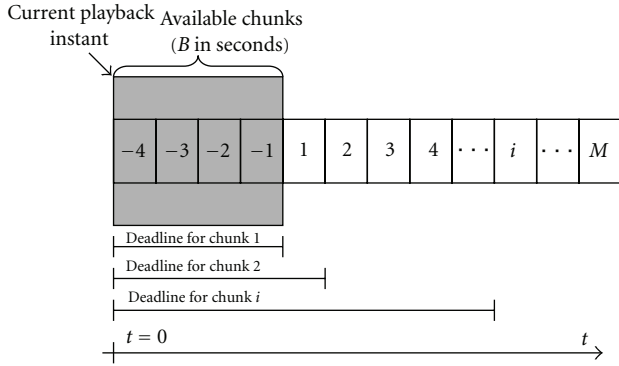 Current playback
instant
Available chunks
(B in seconds)
−4 −3 −2 −1 1 2 3 4 · · · i · · · M
Deadline for chunk 1
Deadline for chunk 2
Deadline for chunk i
t = 0
t